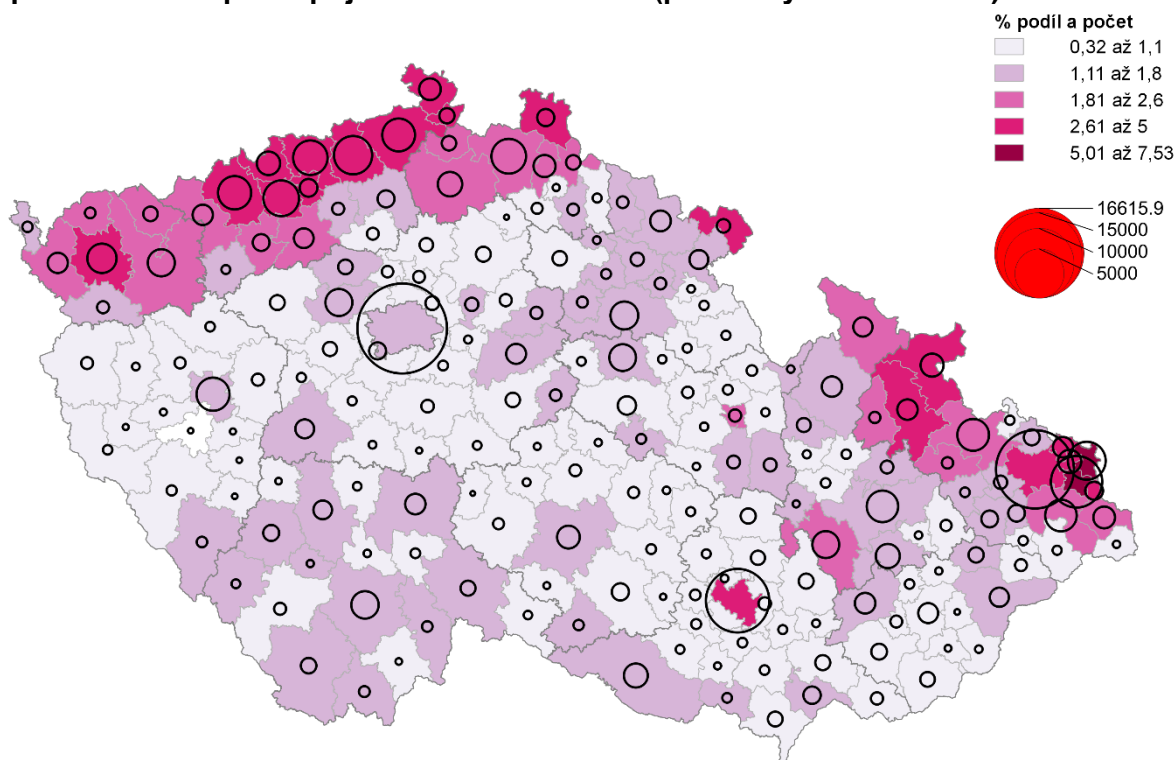 % podíl a počet
0,32 až 1,1
1,11 až 1,8
1,81 až 2,6
2,61 až 5
5,01 až 7,53
16615.9
15000
10000
5000